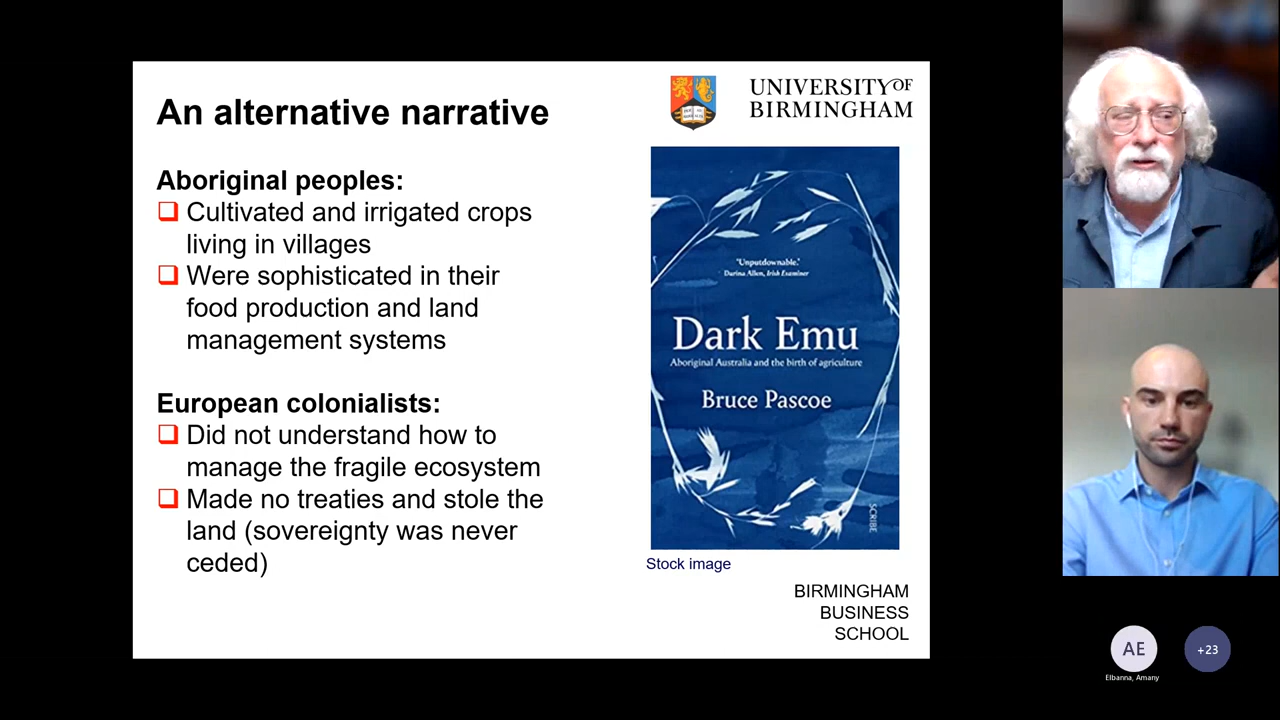 An alternative narrative
UNIVERSITY OF
BIRMINGHAM
Aboriginal peoples:
Cultivated and irrigated crops
living in villages
Were sophisticated in their
food production and land
management systems
European colonialists:
Did not understand how to
manage the fragile ecosystem
Made no treaties and stole the
land (sovereignty was never
ceded)
"Unputdownable."
Darina Allen, Irish Examiner
Dark Emu
Aboriginal Australia and the birth of agriculture
Bruce Pascoe
SCRIBE
Stock image
BIRMINGHAM
BUSINESS
SCHOOL
AE
Elbanna, Amany
+23